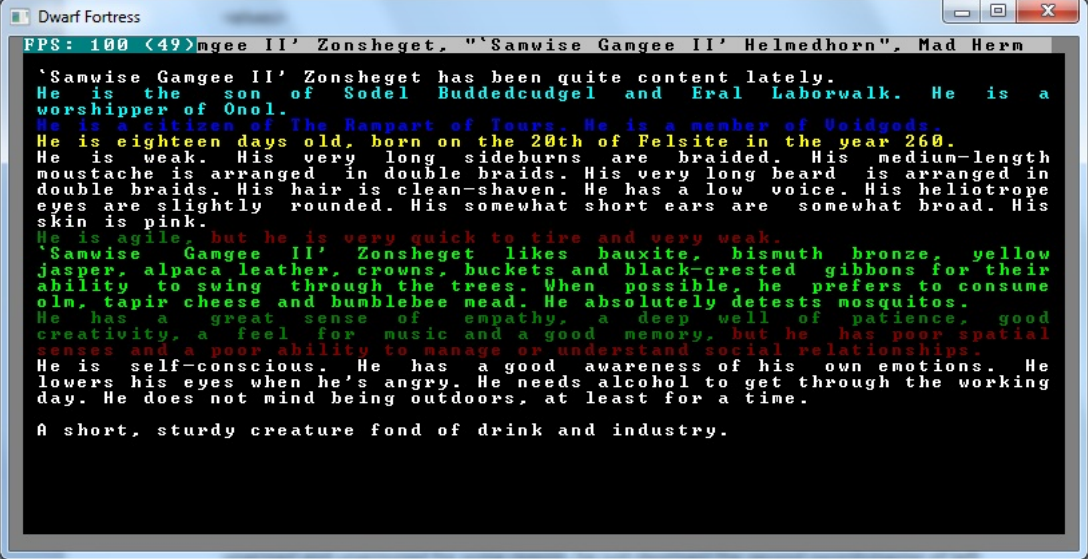 Dwarf Fortress
FPS: 100 (49)mgee II' Zonsheget, "`Samwise Gamgee II' Helmedhorn", Mad Herm
`Samwise Gamgee II' Zonsheget has been quite content lately.
He is the son of Sodel Buddedcudgel and Eral Laborwalk. He is a
worshipper of Onol.
He is a citizen of The Rampart of Tours. He is a member of Voidgods.
He is eighteen days old, born on the 20th of Felsite in the year 260.
He is weak. His very long sideburns are braided. His medium-length
moustache is arranged in double braids. His very long beard is arranged in
double braids. His hair is clean-shaven. He has a low voice. His heliotrope
eyes are slightly rounded. His somewhat short ears are somewhat broad. His
skin is pink.
He is agile, but he is very quick to tire and very weak.
`Samwise Gamgee II' Zonsheget likes bauxite, bismuth bronze, yellow
jasper, alpaca leather, crowns, buckets and black-crested gibbons for their
ability to swing through the trees. When possible, he prefers to consume
olm, tapir cheese and bumblebee mead. He absolutely detests mosquitos.
He has a great sense of empathy, a deep well of patience, good
creativity, a feel for music and a good memory, but he has poor spatial
senses and a poor ability to manage or understand social relationships.
He is self-conscious. He has a good awareness of his own emotions. He
lowers his eyes when he's angry. He needs alcohol to get through the working
day. He does not mind being outdoors, at least for a time.
A short, sturdy creature fond of drink and industry.